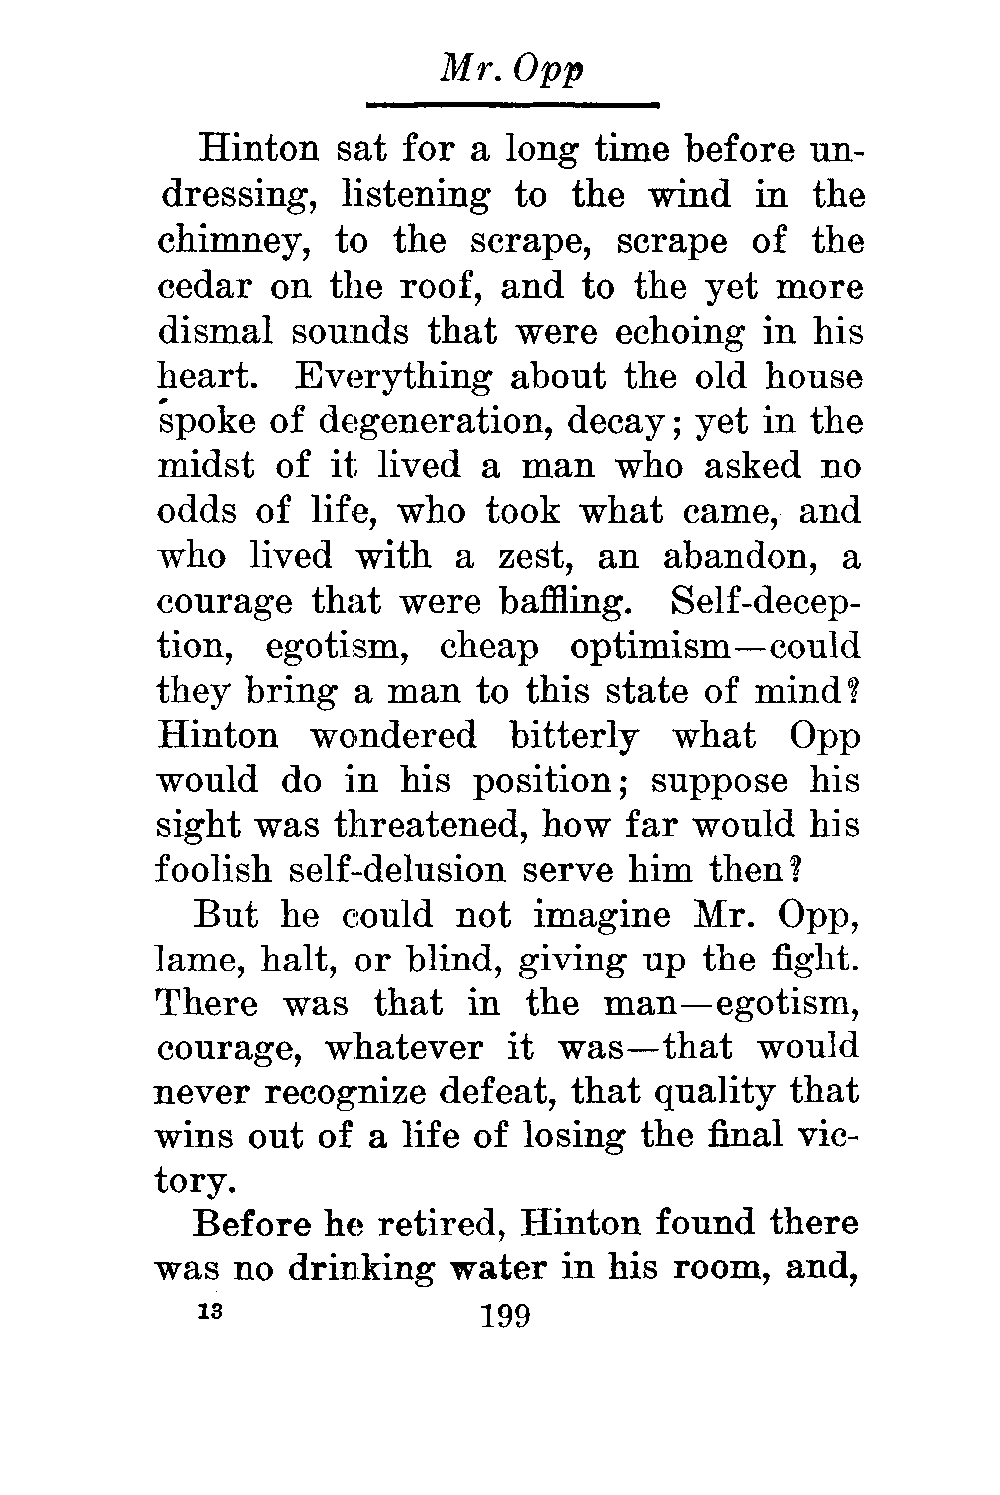 Mr. Opp
Hinton sat for a long time before un-
dressing, listening to the wind in the
chimney, to the scrape, scrape of the
cedar on the roof, and to the yet more
dismal sounds that were echoing in his
heart. Everything about the old house
spoke of degeneration, decay; yet in the
midst of it lived a man who asked no
odds of life, who took what came, and
who lived with a zest, an abandon, a
courage that were baffling. Self-decep-
tion, egotism, cheap optimism—could
they bring a man to this state of mind?
Hinton wondered bitterly what Opp
would do in his position; suppose his
sight was threatened, how far would his
foolish self-delusion serve him then?
But he could not imagine Mr. Opp,
lame, halt, or blind, giving up the fight.
There was that in the man—egotism,
courage, whatever it was—that would
never recognize defeat, that quality that
wins out of a life of losing the final vic-
tory.
Before he retired, Hinton found there
was no drinking water in his room, and,
13 199